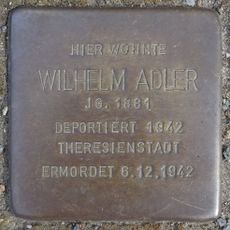 HIER WOHNTE
WILHELM ADLER
JG. 1881
DEPORTIERT 1942
THERESIENSTADT
ERMORDET 6.12.1942